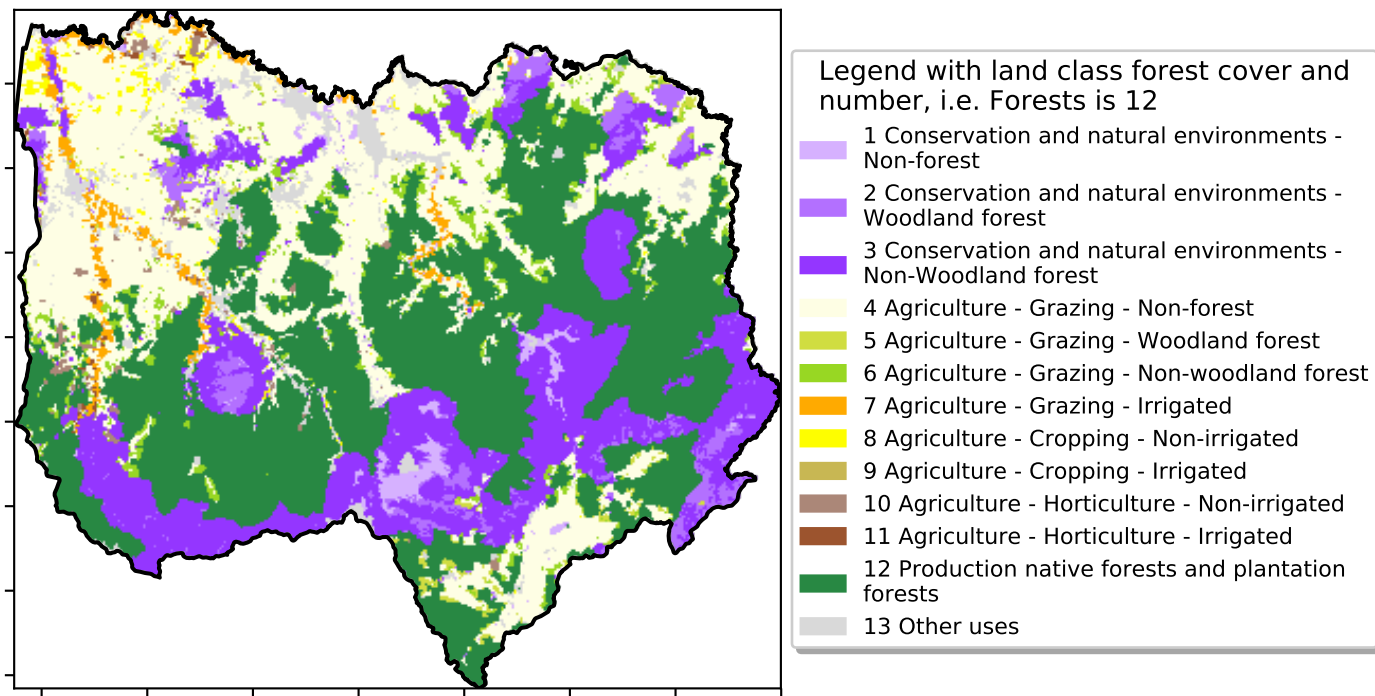 Legend with land class forest cover and
number, i.e. Forests is 12
1 Conservation and natural environments -
Non-forest
2 Conservation and natural environments -
Woodland forest
3 Conservation and natural environments -
Non-Woodland forest
4 Agriculture - Grazing - Non-forest
5 Agriculture - Grazing - Woodland forest
6 Agriculture - Grazing - Non-woodland forest
7 Agriculture - Grazing - Irrigated
8 Agriculture - Cropping - Non-irrigated
9 Agriculture - Cropping - Irrigated
10 Agriculture - Horticulture - Non-irrigated
11 Agriculture - Horticulture - Irrigated
12 Production native forests and plantation
forests
13 Other uses